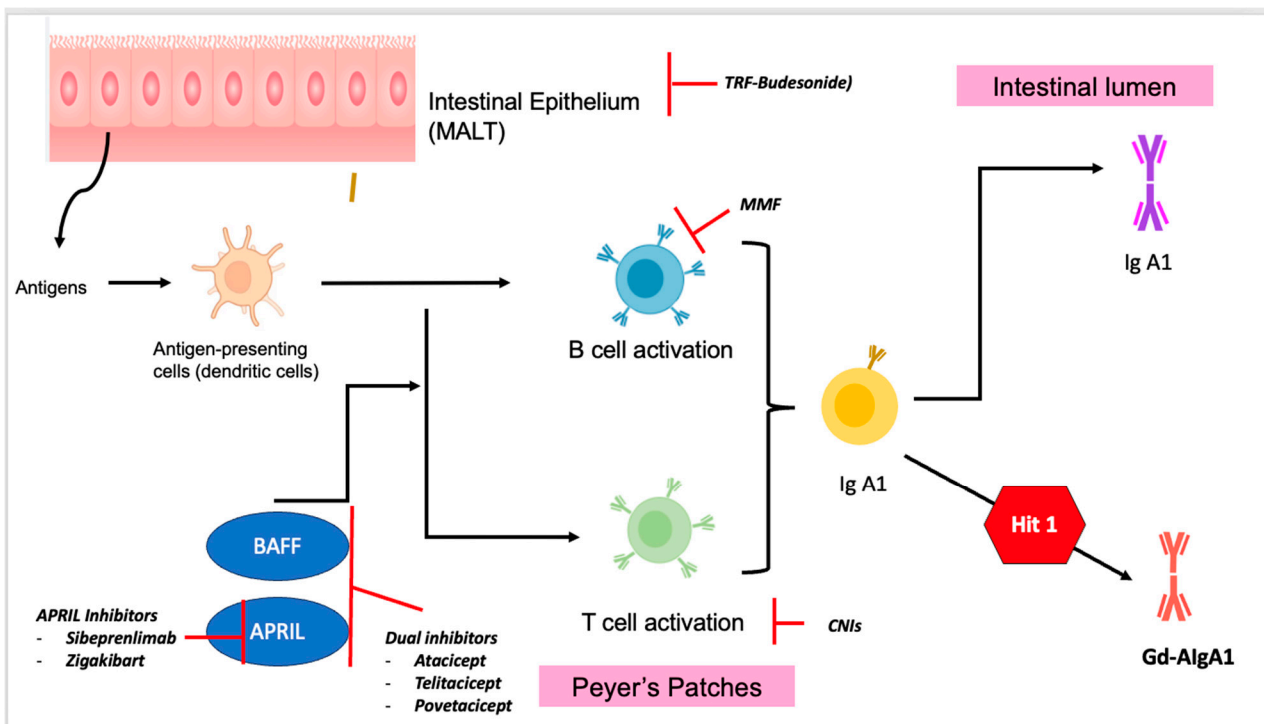 Intestinal Epithelium
(MALT)
TRF-Budesonide)
Intestinal lumen
MMF
Ig A1
Antigens
Antigen-presenting
cells (dendritic cells)
B cell activation
Ig A1
Hit 1
BAFF
APRIL
APRIL Inhibitors
- Sibeprenlimab
- Zigakibart
Dual inhibitors
- Atacicept
- Telitacicept
- Povetacicept
T cell activation
CNIs
Gd-AIgA1
Peyer’s Patches